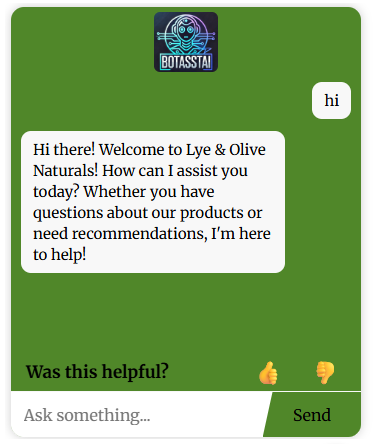 BOTASSTAI
hi
Hi there! Welcome to Lye & Olive
Naturals! How can I assist you
today? Whether you have
questions about our products or
need recommendations, I'm here
to help!
Was this helpful?
Ask something...
Send